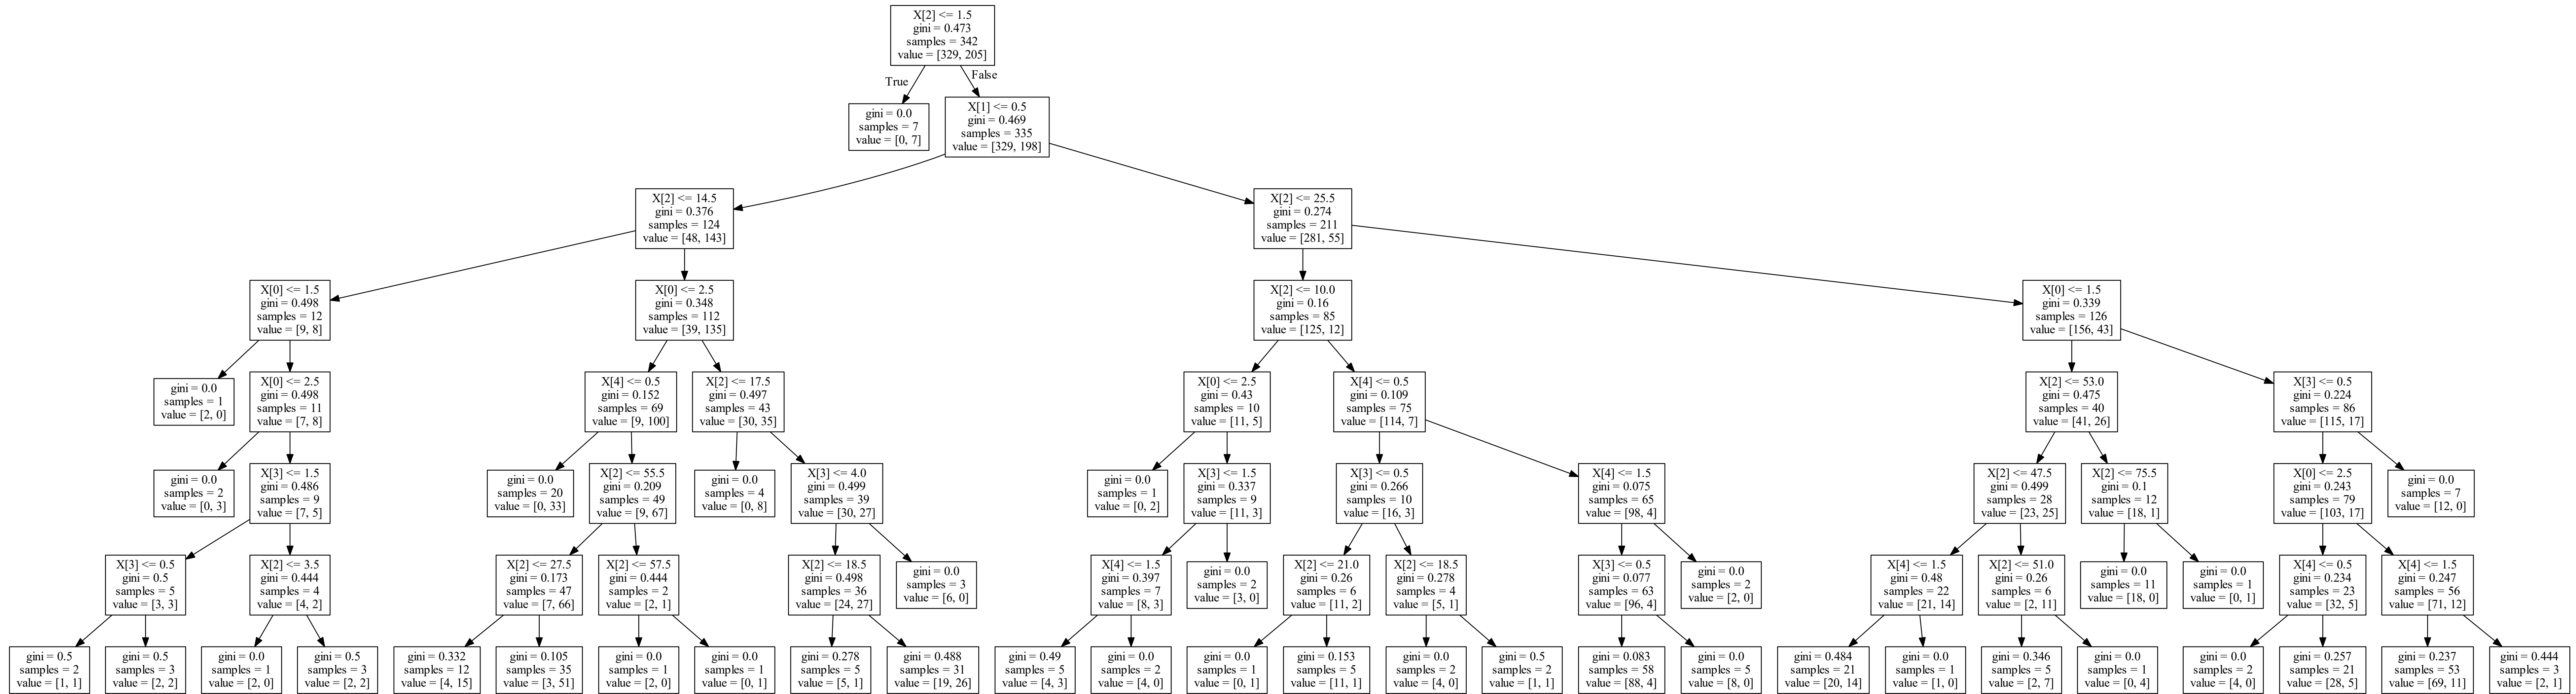 X[2] <= 1.5
gini = 0.473
samples = 342
value = [329, 205]
True
False
gini = 0.0
samples = 7
value = [0, 7]
X[1] <= 0.5
gini = 0.469
samples = 335
value = [329, 198]
X[2] <= 14.5
gini = 0.376
samples = 124
value = [48, 143]
X[2] <= 25.5
gini = 0.274
samples = 211
value = [281, 55]
X[0] <= 1.5
gini = 0.498
samples = 12
value = [9, 8]
X[0] <= 2.5
gini = 0.348
samples = 112
value = [39, 135]
X[2] <= 10.0
gini = 0.16
samples = 85
value = [125, 12]
X[0] <= 1.5
gini = 0.339
samples = 126
value = [156, 43]
gini = 0.0
samples = 1
value = [2, 0]
X[0] <= 2.5
gini = 0.498
samples = 11
value = [7, 8]
X[4] <= 0.5
gini = 0.152
samples = 69
value = [9, 100]
X[2] <= 17.5
gini = 0.497
samples = 43
value = [30, 35]
X[0] <= 2.5
gini = 0.43
samples = 10
value = [11, 5]
X[4] <= 0.5
gini = 0.109
samples = 75
value = [114, 7]
X[2] <= 53.0
gini = 0.475
samples = 40
value = [41, 26]
X[3] <= 0.5
gini = 0.224
samples = 86
value = [115, 17]
gini = 0.0
samples = 2
value = [0, 3]
X[3] <= 1.5
gini = 0.486
samples = 9
value = [7, 5]
gini = 0.0
samples = 20
value = [0, 33]
X[2] <= 55.5
gini = 0.209
samples = 49
value = [9, 67]
gini = 0.0
samples = 4
value = [0, 8]
X[3] <= 4.0
gini = 0.499
samples = 39
value = [30, 27]
gini = 0.0
samples = 1
value = [0, 2]
X[3] <= 1.5
gini = 0.337
samples = 9
value = [11, 3]
X[3] <= 0.5
gini = 0.266
samples = 10
value = [16, 3]
X[4] <= 1.5
gini = 0.075
samples = 65
value = [98, 4]
X[2] <= 47.5
gini = 0.499
samples = 28
value = [23, 25]
X[2] <= 75.5
gini = 0.1
samples = 12
value = [18, 1]
X[0] <= 2.5
gini = 0.243
samples = 79
value = [103, 17]
gini = 0.0
samples = 7
value = [12, 0]
X[3] <= 0.5
gini = 0.5
samples = 5
value = [3, 3]
X[2] <= 3.5
gini = 0.444
samples = 4
value = [4, 2]
X[2] <= 27.5
gini = 0.173
samples = 47
value = [7, 66]
X[2] <= 57.5
gini = 0.444
samples = 2
value = [2, 1]
X[2] <= 18.5
gini = 0.498
samples = 36
value = [24, 27]
gini = 0.0
samples = 3
value = [6, 0]
X[4] <= 1.5
gini = 0.397
samples = 7
value = [8, 3]
gini = 0.0
samples = 2
value = [3, 0]
X[2] <= 21.0
gini = 0.26
samples = 6
value = [11, 2]
X[2] <= 18.5
gini = 0.278
samples = 4
value = [5, 1]
X[3] <= 0.5
gini = 0.077
samples = 63
value = [96, 4]
gini = 0.0
samples = 2
value = [2, 0]
X[4] <= 1.5
gini = 0.48
samples = 22
value = [21, 14]
X[2] <= 51.0
gini = 0.26
samples = 6
value = [2, 11]
gini = 0.0
samples = 11
value = [18, 0]
gini = 0.0
samples = 1
value = [0, 1]
X[4] <= 0.5
gini = 0.234
samples = 23
value = [32, 5]
X[4] <= 1.5
gini = 0.247
samples = 56
value = [71, 12]
gini = 0.5
samples = 2
value = [1, 1]
gini = 0.5
samples = 3
value = [2, 2]
gini = 0.0
samples = 1
value = [2, 0]
gini = 0.5
samples = 3
value = [2, 2]
gini = 0.332
samples = 12
value = [4, 15]
gini = 0.105
samples = 35
value = [3, 51]
gini = 0.0
samples = 1
value = [2, 0]
gini = 0.0
samples = 1
value = [0, 1]
gini = 0.278
samples = 5
value = [5, 1]
gini = 0.488
samples = 31
value = [19, 26]
gini = 0.49
samples = 5
value = [4, 3]
gini = 0.0
samples = 2
value = [4, 0]
gini = 0.0
samples = 1
value = [0, 1]
gini = 0.153
samples = 5
value = [11, 1]
gini = 0.0
samples = 2
value = [4, 0]
gini = 0.5
samples = 2
value = [1, 1]
gini = 0.083
samples = 58
value = [88, 4]
gini = 0.0
samples = 5
value = [8, 0]
gini = 0.484
samples = 21
value = [20, 14]
gini = 0.0
samples = 1
value = [1, 0]
gini = 0.346
samples = 5
value = [2, 7]
gini = 0.0
samples = 1
value = [0, 4]
gini = 0.0
samples = 2
value = [4, 0]
gini = 0.257
samples = 21
value = [28, 5]
gini = 0.237
samples = 53
value = [69, 11]
gini = 0.444
samples = 3
value = [2, 1]